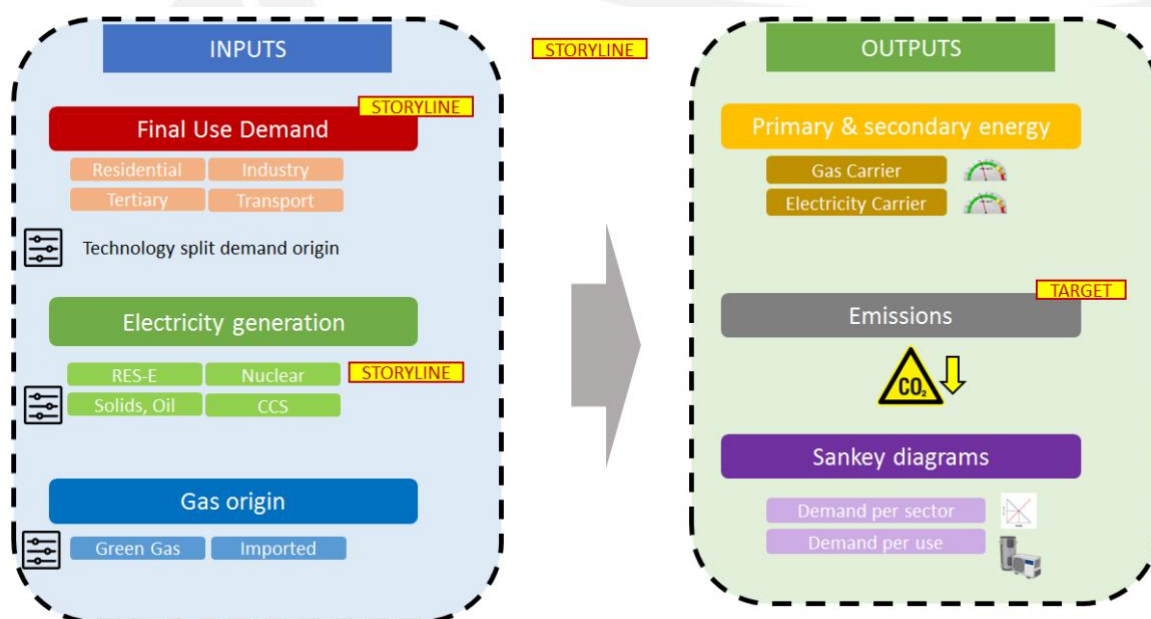 INPUTS
STORYLINE
OUTPUTS
STORYLINE
Final Use Demand
Residential
Industry
Tertiary
Transport
Technology split demand origin
Electricity generation
RES-E
Nuclear
STORYLINE
Solids, Oil
CCS
Gas origin
Green Gas
Imported
Primary & secondary energy
Gas Carrier
Electricity Carrier
TARGET
Emissions
CO₂
Sankey diagrams
Demand per sector
Demand per use